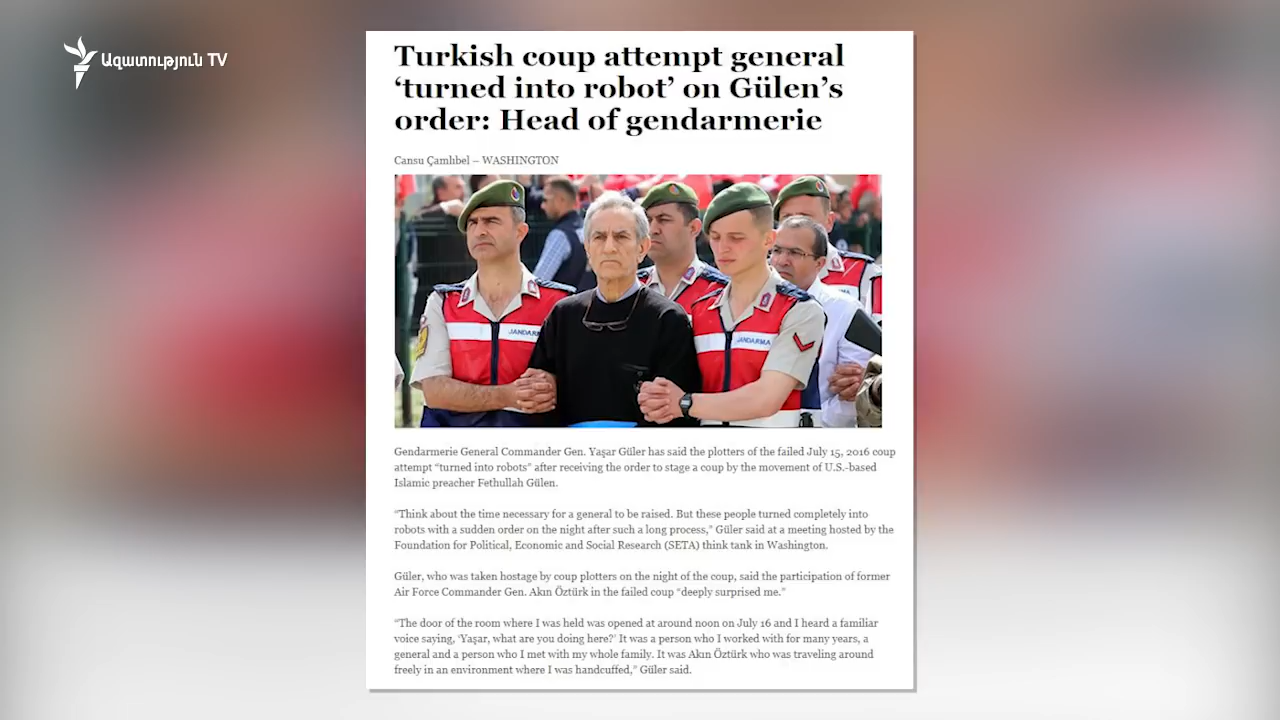 Ազատություն TV
Turkish coup attempt general
‘turned into robot’ on Gülen’s
order: Head of gendarmerie
Cansu Çamlıbel – WASHINGTON
JANDARMA
JANDARMA
Gendarmerie General Commander Gen. Yaşar Güler has said the plotters of the failed July 15, 2016 coup
attempt “turned into robots” after receiving the order to stage a coup by the movement of U.S.-based
Islamic preacher Fethullah Gülen.
“Think about the time necessary for a general to be raised. But these people turned completely into
robots with a sudden order on the night after such a long process,” Güler said at a meeting hosted by the
Foundation for Political, Economic and Social Research (SETA) think tank in Washington.
Güler, who was taken hostage by coup plotters on the night of the coup, said the participation of former
Air Force Commander Gen. Akın Öztürk in the failed coup “deeply surprised me.”
“The door of the room where I was held was opened at around noon on July 16 and I heard a familiar
voice saying, ‘Yaşar, what are you doing here?’ It was a person who I worked with for many years, a
general and a person who I met with my whole family. It was Akın Öztürk who was traveling around
freely in an environment where I was handcuffed,” Güler said.